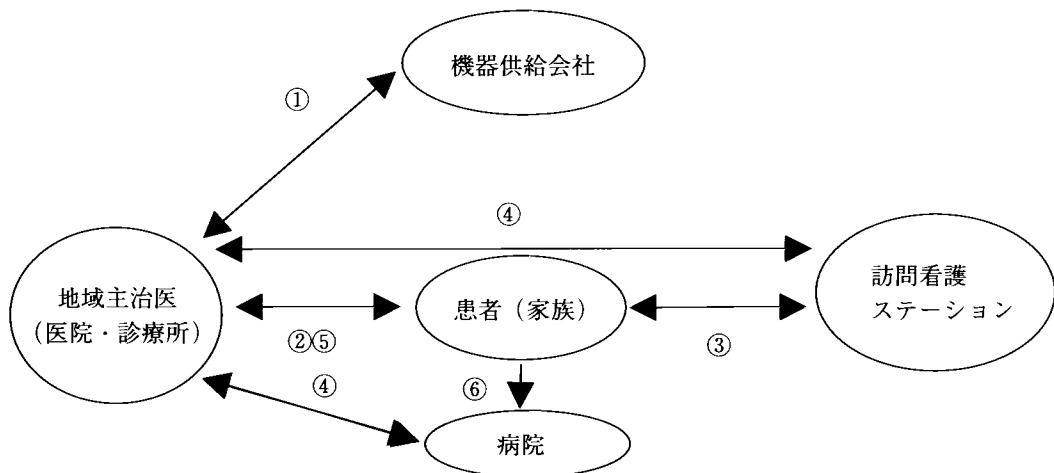 機器供給会社
①
④
地域主治医
(医院・診療所)
患者(家族)
訪問看護
ステーション
②⑤
③
④
⑥
病院